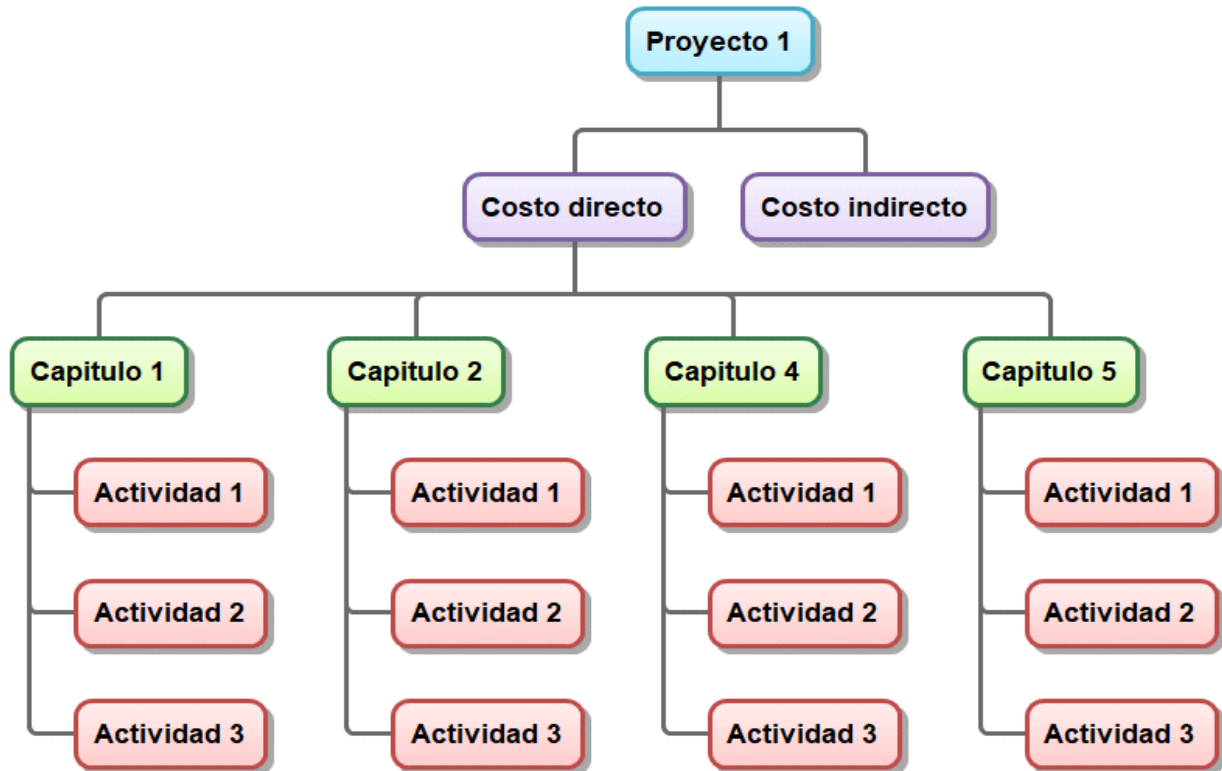 Proyecto 1
Costo directo
Costo indirecto
Capitulo 1
Capitulo 2
Capitulo 4
Capitulo 5
Actividad 1
Actividad 1
Actividad 1
Actividad 1
Actividad 2
Actividad 2
Actividad 2
Actividad 2
Actividad 3
Actividad 3
Actividad 3
Actividad 3